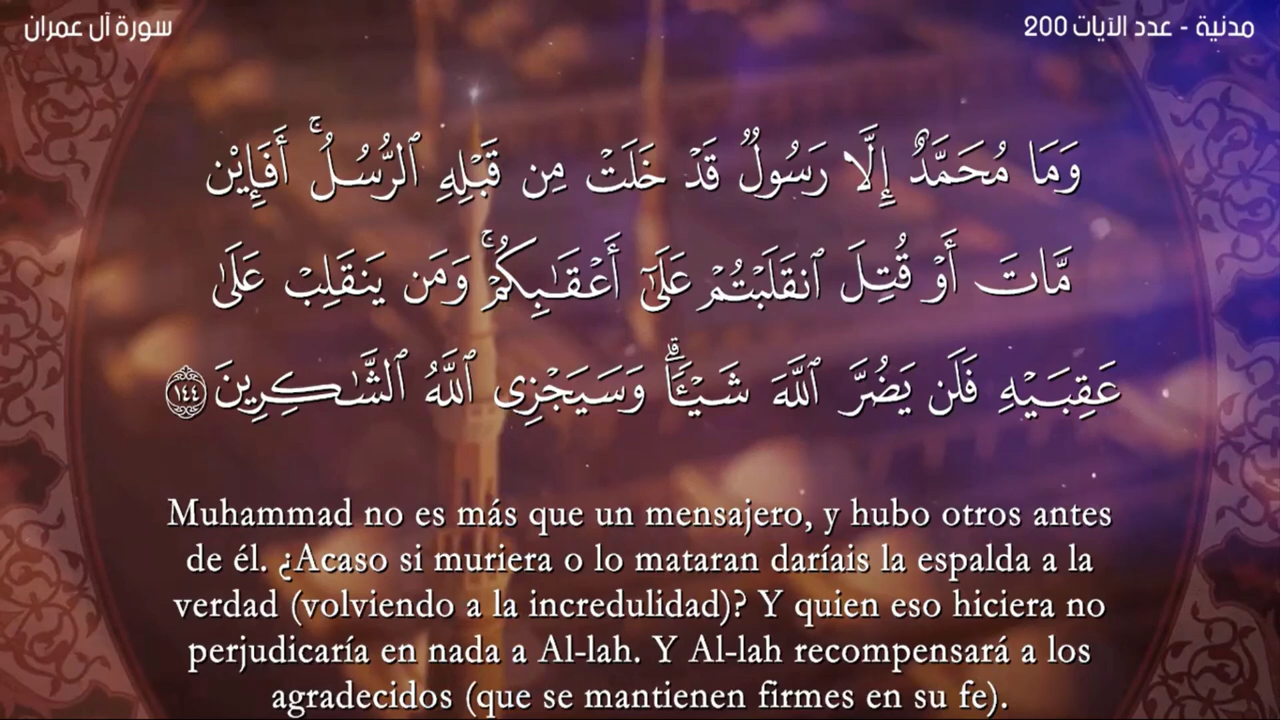 مدنية - عدد الآيات 200
سورة آل عمران
وَمَا مُحَمَّدٌ إِلَّا رَسُولٌ قَدْ خَلَتْ مِن قَبْلِهِ ٱلرُّسُلُ ۚ أَفَإِيْن
مَّاتَ أَوْ قُتِلَ ٱنقَلَبْتُمْ عَلَىٰٓ أَعْقَـٰبِكُمْ ۚ وَمَن يَنقَلِبْ عَلَىٰ
عَقِبَيْهِ فَلَن يَضُرَّ ٱللَّهَ شَيْـًٔا ۗ وَسَيَجْزِى ٱللَّهُ ٱلشَّـٰكِرِينَ ١٤٤
Muhammad no es más que un mensajero, y hubo otros antes
de él. ¿Acaso si muriera o lo mataran daríais la espalda a la
verdad (volviendo a la incredulidad)? Y quien eso hiciera no
perjudicaría en nada a Al-lah. Y Al-lah recompensará a los
agradecidos (que se mantienen firmes en su fe).